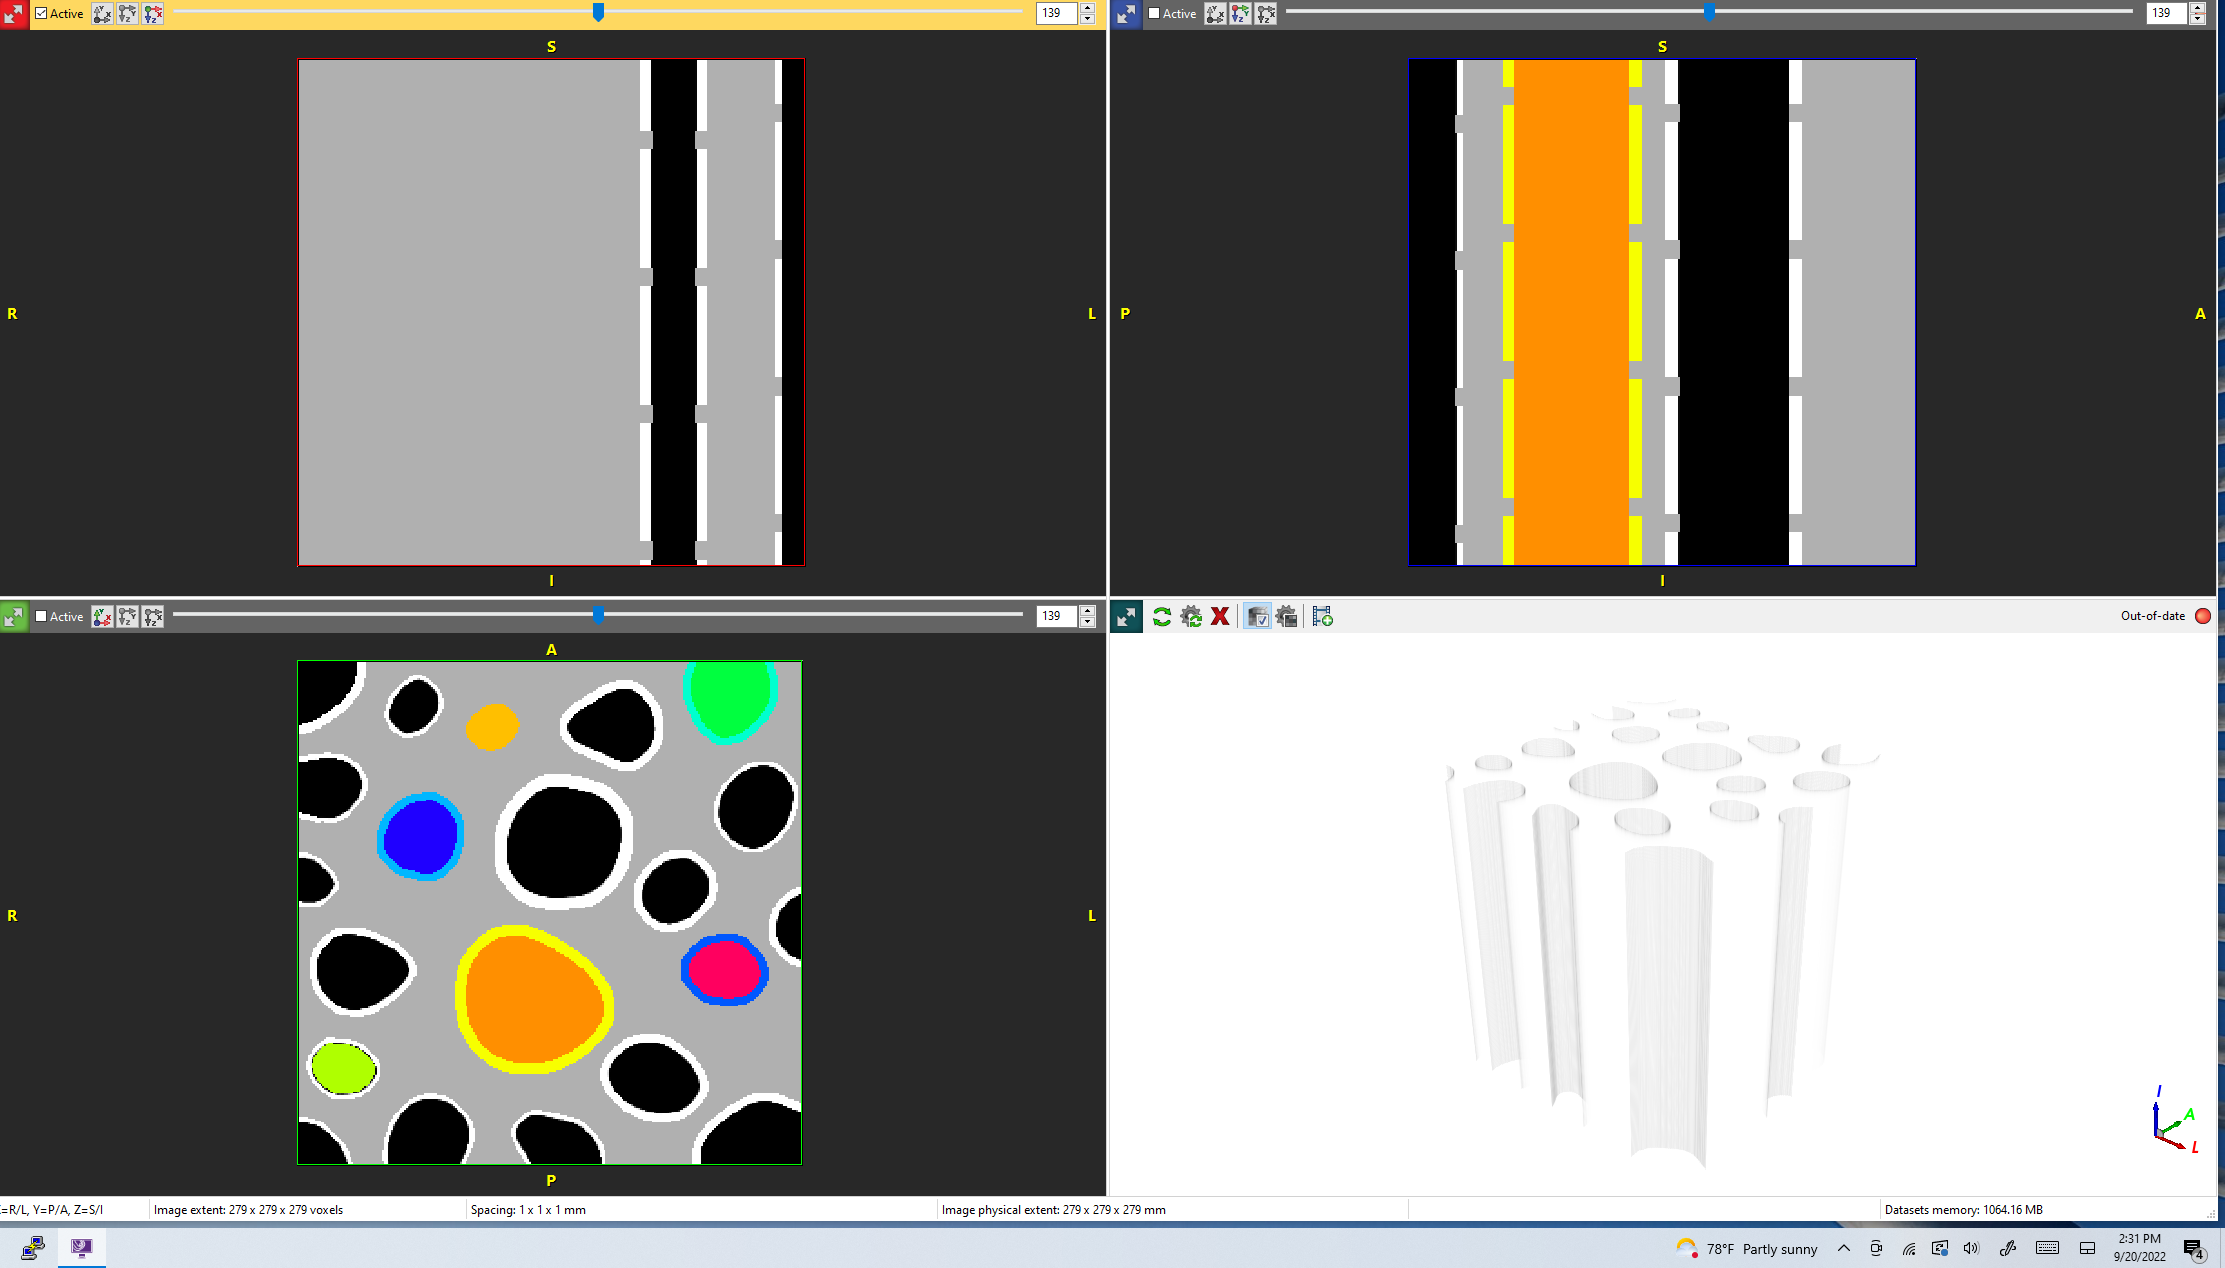 Active
139
Active
139
S
S
R
L
P
A
I
I
Active
139
Out-of-date
A
R
L
P
I
A
L
=R/L, Y=P/A, Z=S/I
Image extent: 279 x 279 x 279 voxels
Spacing: 1 x 1 x 1 mm
Image physical extent: 279 x 279 x 279 mm
Datasets memory: 1064.16 MB
78°F Partly sunny
2:31 PM
9/20/2022
4